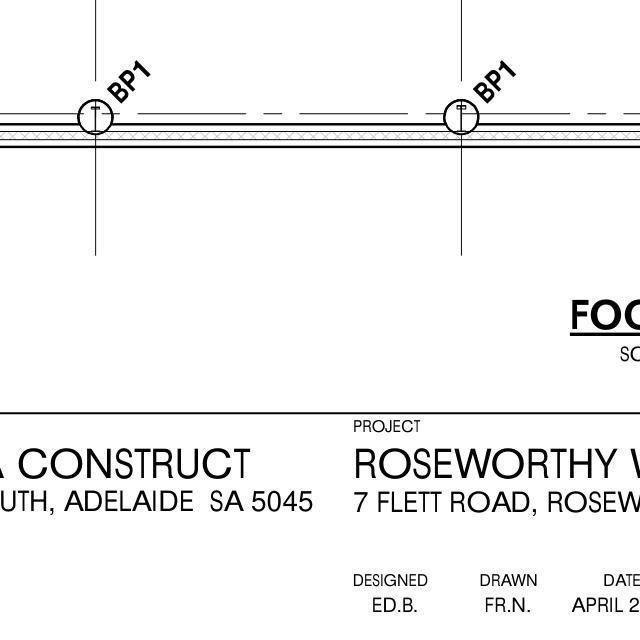 BP1 BP1
FOO
SC
PROJECT
A CONSTRUCT ROSEWORTHY
UTH, ADELAIDE SA 5045 7 FLETT ROAD, ROSEW
DESIGNED DRAWN DATE
ED.B. FR.N. APRIL 2